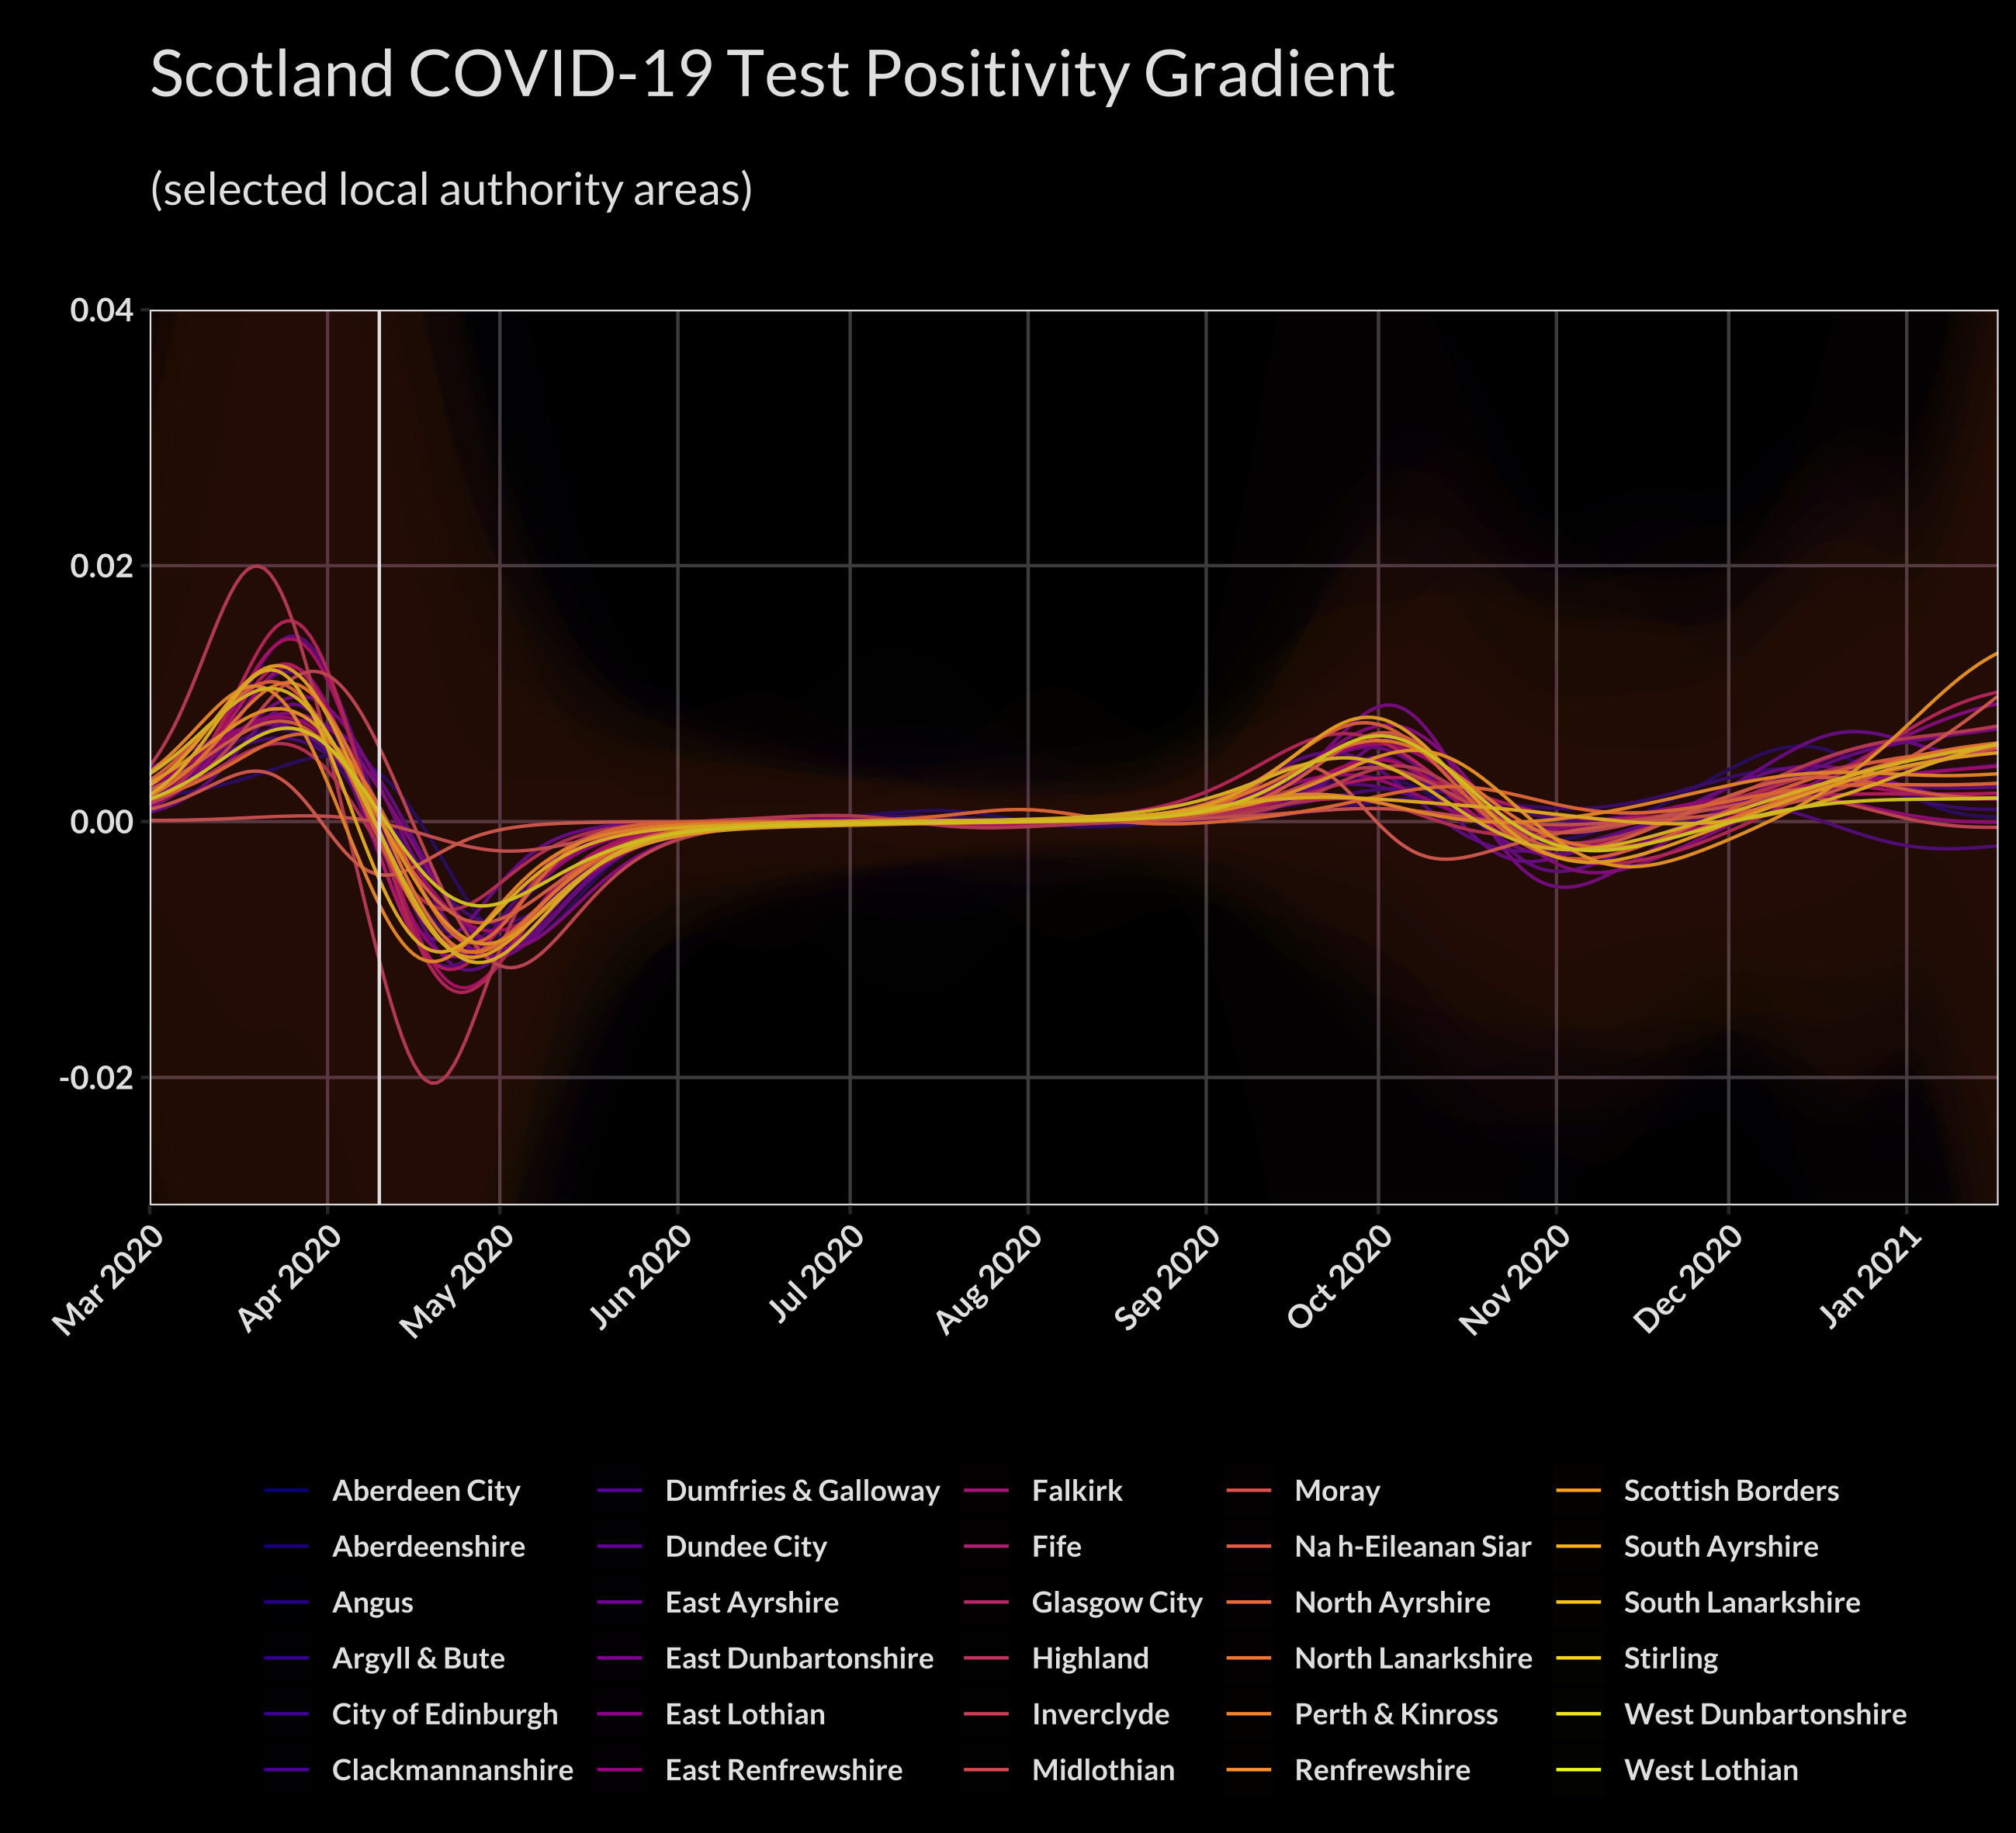 Scotland COVID-19 Test Positivity Gradient
(selected local authority areas)
0.04
0.02
0.00
-0.02
Mar 2020
Apr 2020
May 2020
Jun 2020
Jul 2020
Aug 2020
Sep 2020
Oct 2020
Nov 2020
Dec 2020
Jan 2021
Aberdeen City
Aberdeenshire
Angus
Argyll & Bute
City of Edinburgh
Clackmannanshire
Dumfries & Galloway
Dundee City
East Ayrshire
East Dunbartonshire
East Lothian
East Renfrewshire
Falkirk
Fife
Glasgow City
Highland
Inverclyde
Midlothian
Moray
Na h-Eileanan Siar
North Ayrshire
North Lanarkshire
Perth & Kinross
Renfrewshire
Scottish Borders
South Ayrshire
South Lanarkshire
Stirling
West Dunbartonshire
West Lothian